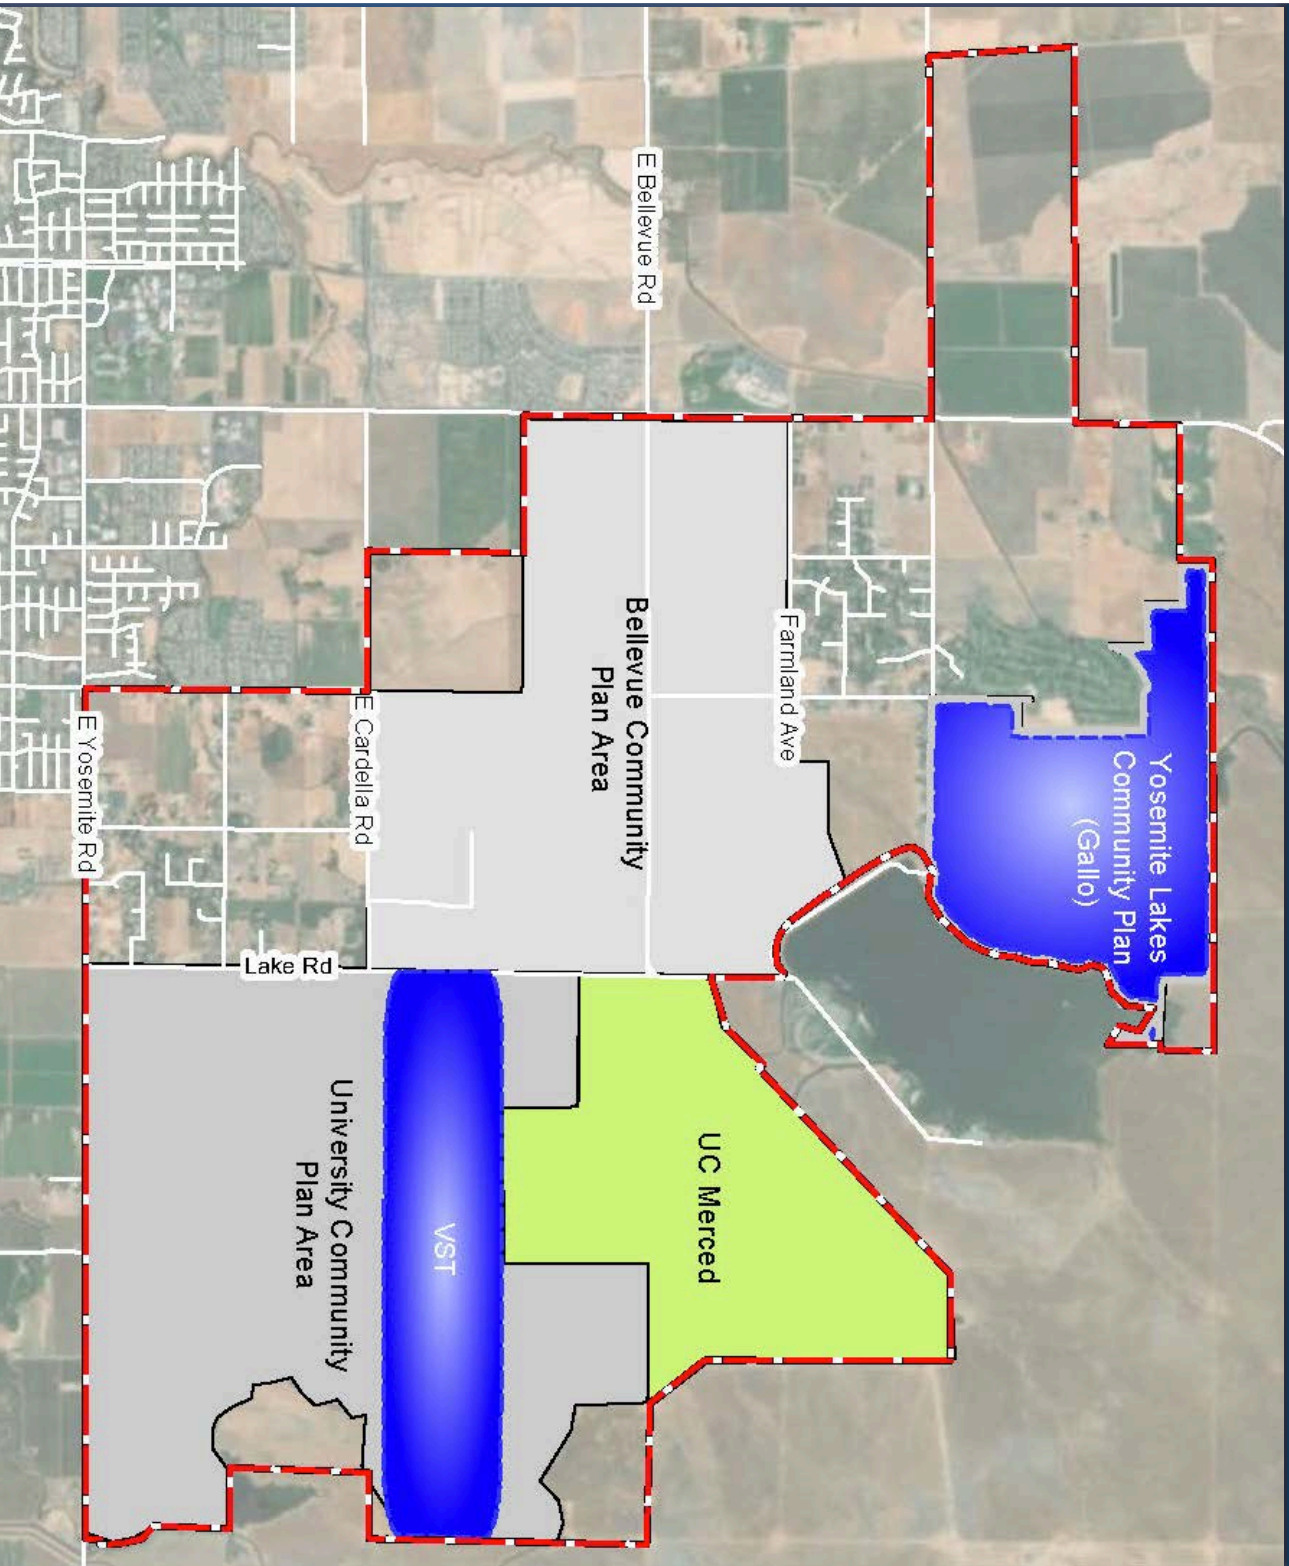 Yosemite Lakes
Community Plan
(Gallo)
Farmland Ave
E Bellevue Rd
Bellevue Community
Plan Area
UC Merced
VST
E Cardella Rd
University Community
Plan Area
Lake Rd
E Yosemite Rd